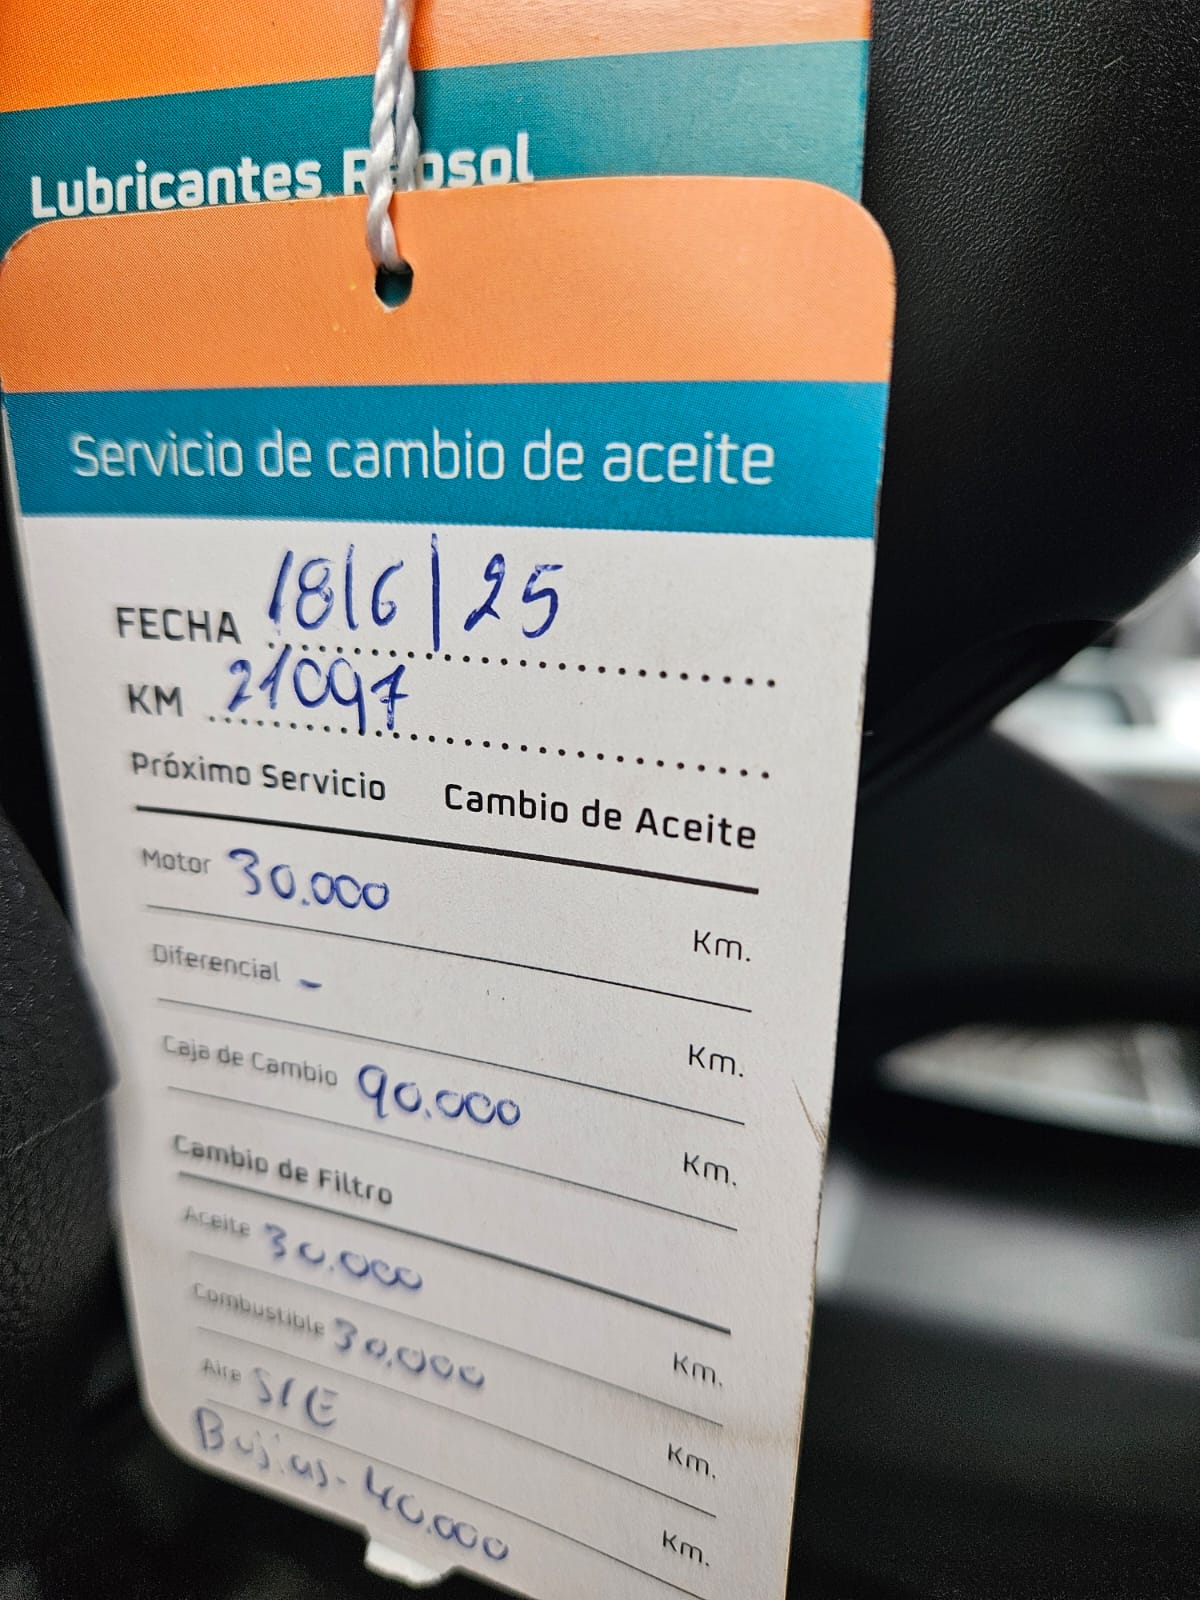 Lubricantes Repsol
Servicio de cambio de aceite
FECHA 18/6/25
KM 21097
Próximo Servicio Cambio de Aceite
Motor 30.000 Km.
Diferencial - Km.
Caja de Cambio 90.000 Km.
Cambio de Filtro
Aceite 30.000 Km.
Combustible 30.000 Km.
Aire S/E Km.
Bujias - 40.000